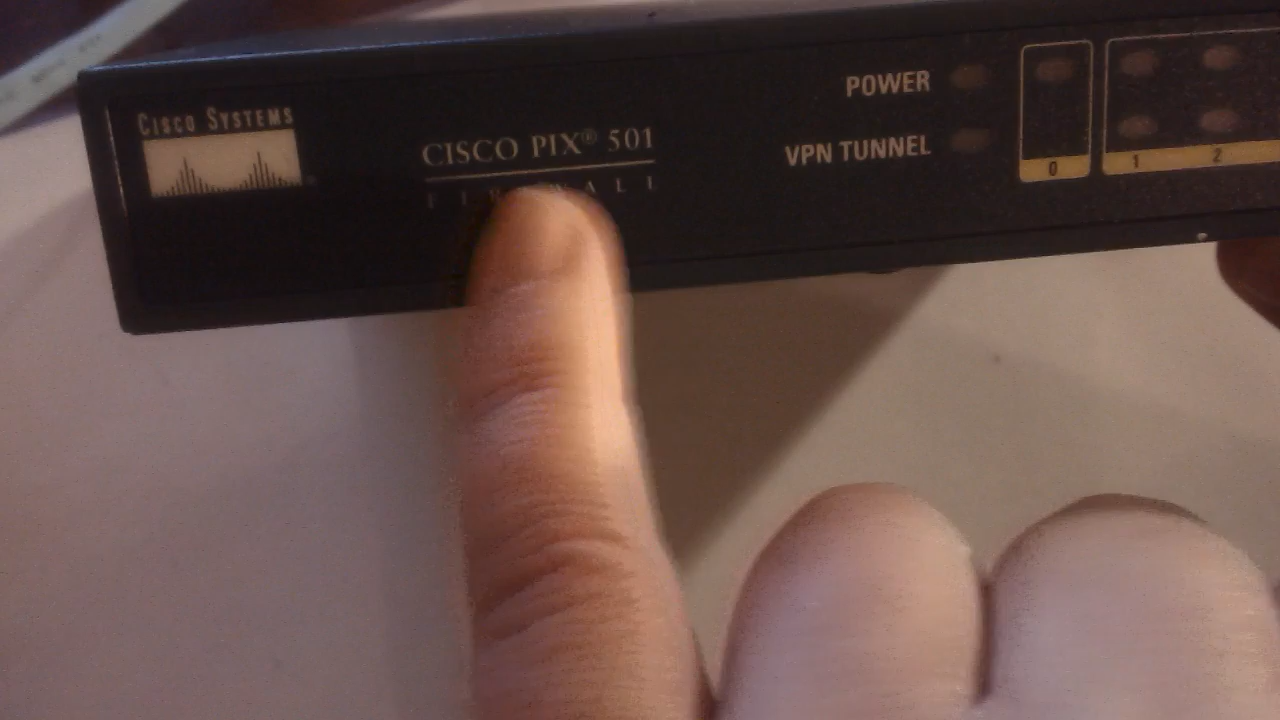 CISCO SYSTEMS
CISCO PIX® 501
POWER
VPN TUNNEL
0
1 2